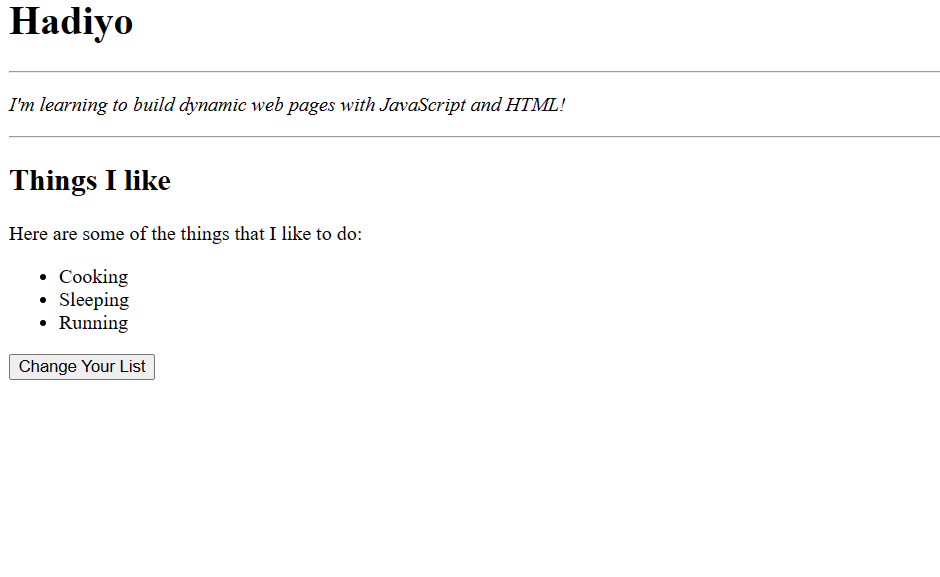 Hadiyo
I'm learning to build dynamic web pages with JavaScript and HTML!
Things I like
Here are some of the things that I like to do:
Cooking
Sleeping
Running
Change Your List